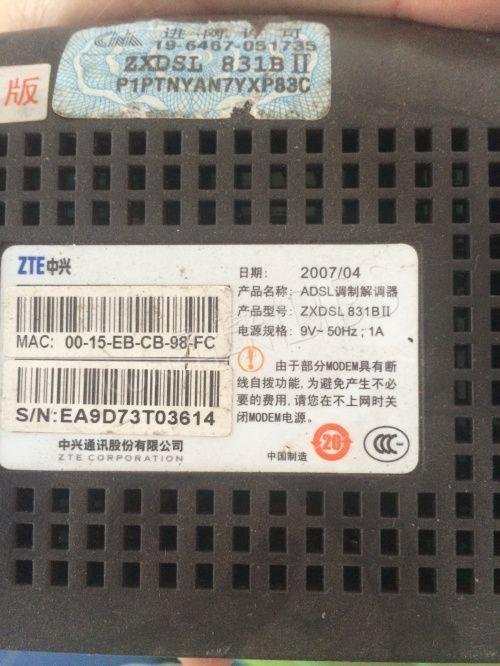 进网许可
19-6467-051735
ZXDSL 831BⅡ
P1PTNYAN7YXP83C
版
ZTE中兴
MAC: 00-15-EB-CB-98-FC
S/N:EA9D73T03614
中兴通讯股份有限公司
ZTE CORPORATION
日期: 2007/04
产品名称: ADSL调制解调器
产品型号: ZXDSL 831BⅡ
电源规格: 9V~50Hz; 1A
由于部分MODEM具有断
线自拨功能,为避免产生不必
要的费用,请您在不上网时关
闭MODEM电源。
中国制造
20
CCC